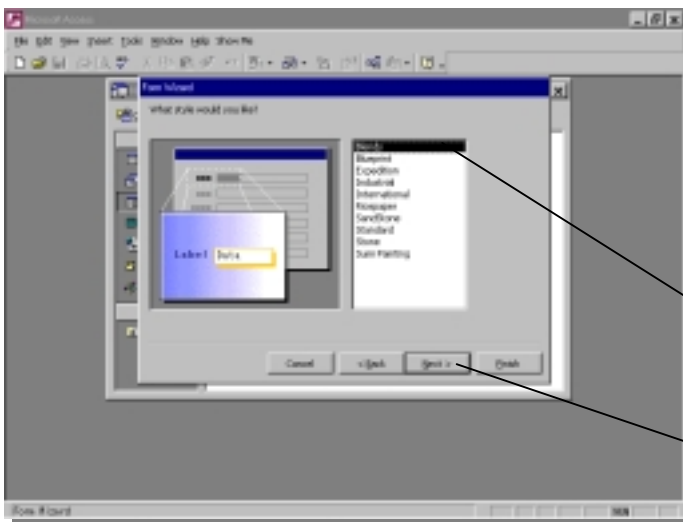 Microsoft Access
File Edit View Insert Tools Window Help Show Me
Form Wizard
What style would you like?
Blends
Blueprint
Expedition
Industrial
International
Ricepaper
SandStone
Standard
Stone
Sumi Painting
Label Data
Cancel < Back Next > Finish
Form Wizard NUM